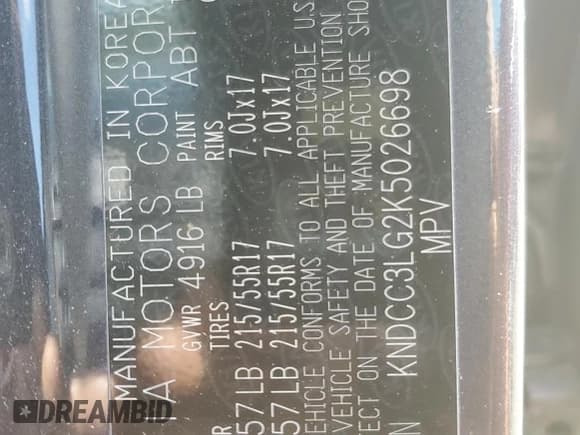 MANUFACTURED IN KOREA
MOTORS CORPOR
GVWR 4916 LB PAINT ABT
TIRES RIMS
57 LB 215/55R17 7.0Jx17
57 LB 215/55R17 7.0Jx17
VEHICLE CONFORMS TO ALL APPLICABLE U.S
VEHICLE SAFETY AND THEFT PREVENTION
ON THE DATE OF MANUFACTURE SHO
KNDCC3LG2K5026698
MPV
DREAMBID